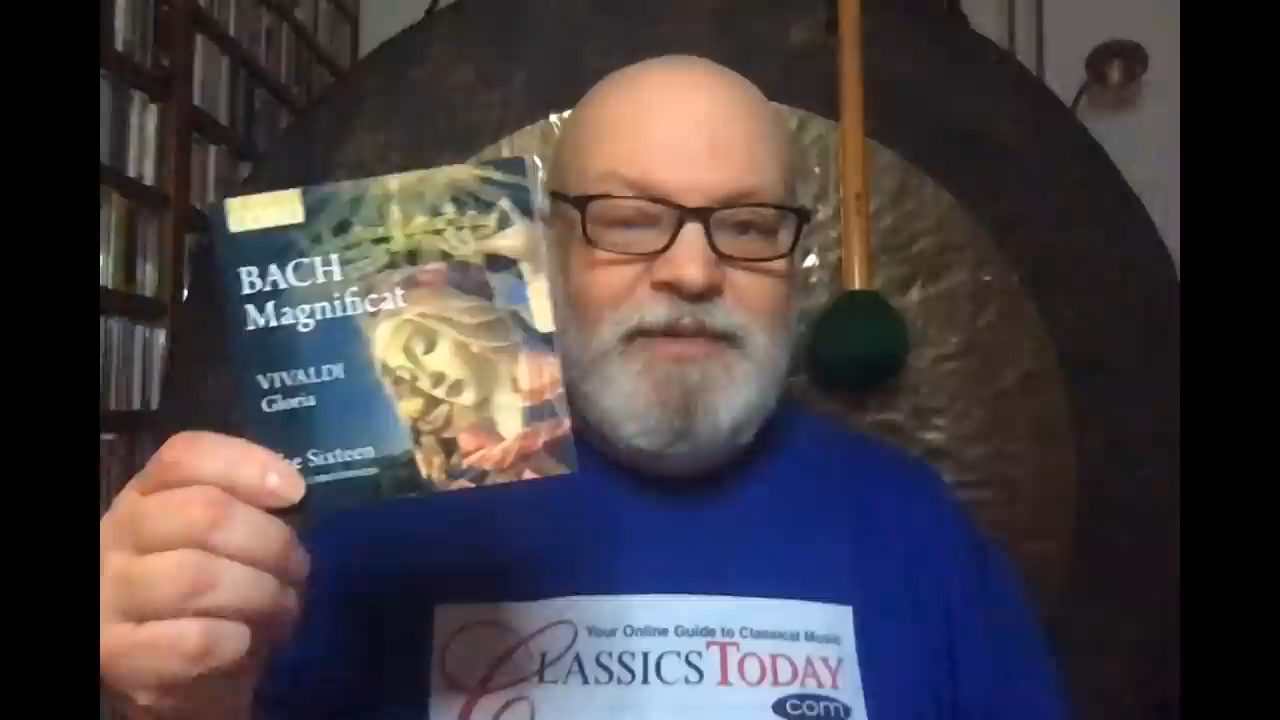 BACH
Magnificat
VIVALDI
Gloria
Sixteen
Your Online Guide to Classical Music
CLASSICSTODAY
com